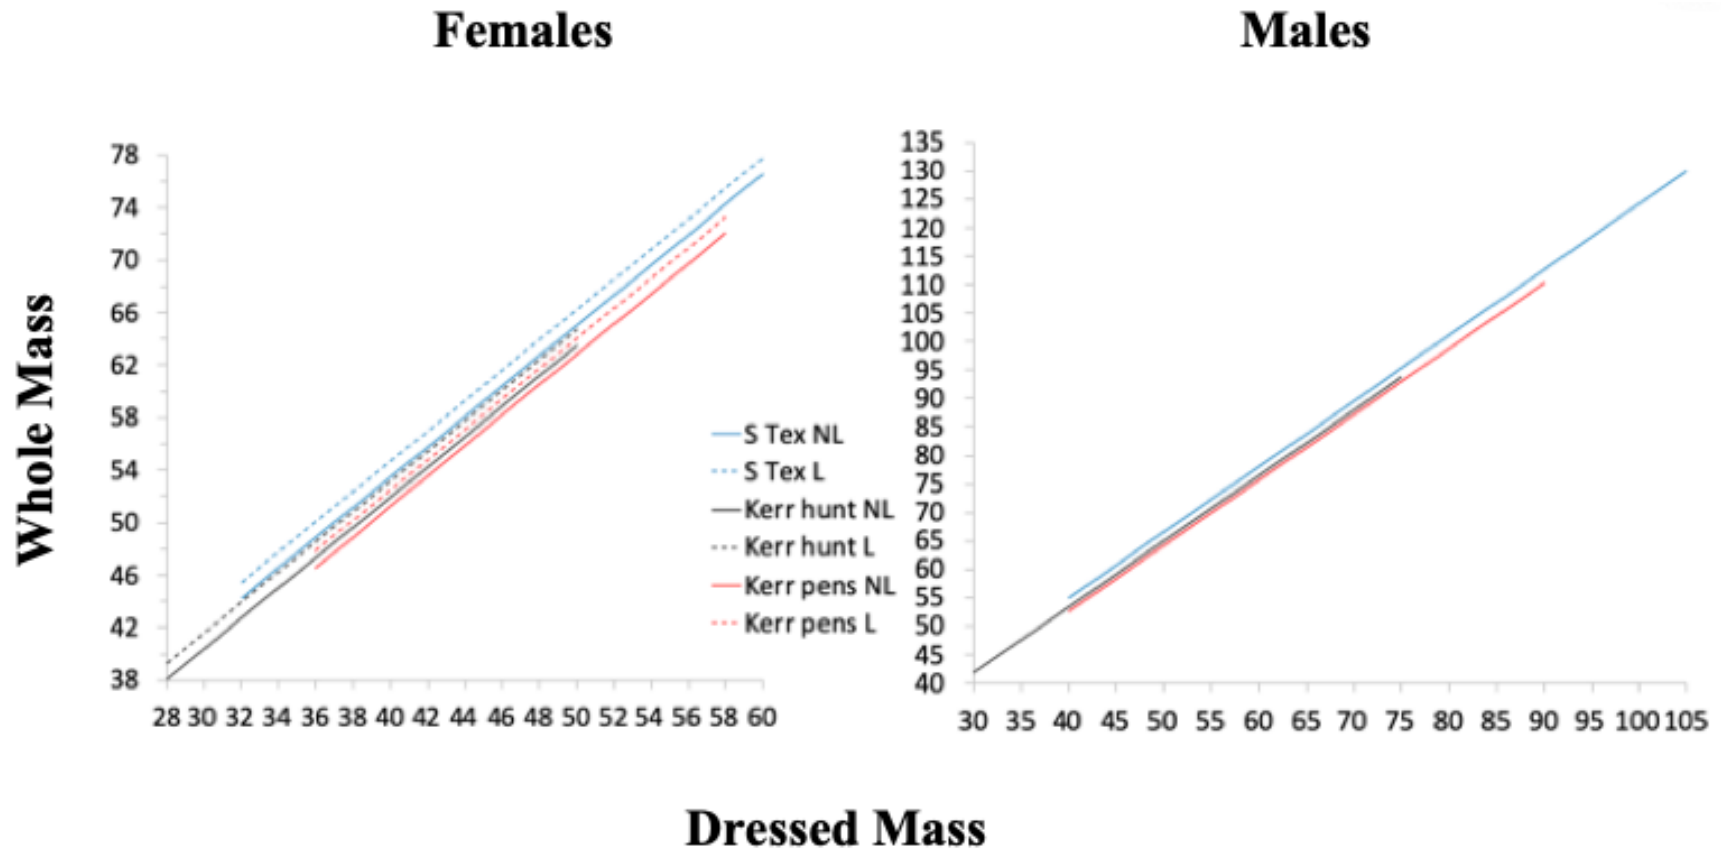 Females
Males
Whole Mass
78
74
70
66
62
58
54
50
46
42
38
28 30 32 34 36 38 40 42 44 46 48 50 52 54 56 58 60
S Tex NL
S Tex L
Kerr hunt NL
Kerr hunt L
Kerr pens NL
Kerr pens L
135
130
125
120
115
110
105
100
95
90
85
80
75
70
65
60
55
50
45
40
30 35 40 45 50 55 60 65 70 75 80 85 90 95 100 105
Dressed Mass